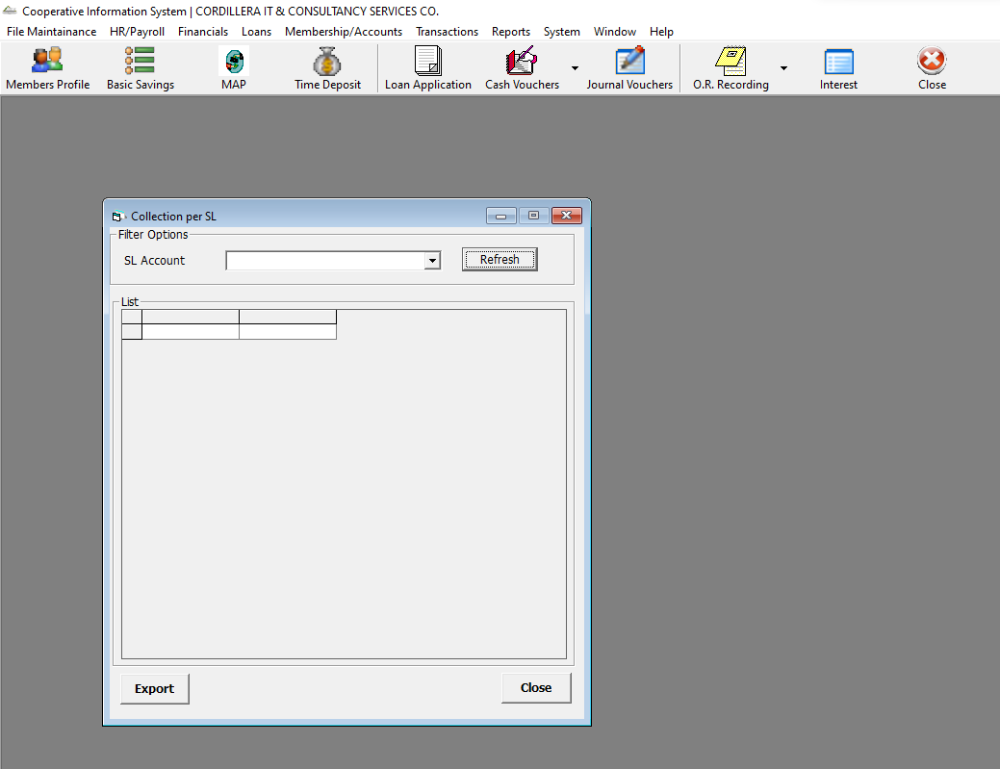 Cooperative Information System | CORDILLERA IT & CONSULTANCY SERVICES CO.
File Maintainance HR/Payroll Financials Loans Membership/Accounts Transactions Reports System Window Help
Members Profile Basic Savings MAP Time Deposit Loan Application Cash Vouchers Journal Vouchers O.R. Recording Interest Close
Collection per SL
Filter Options
SL Account Refresh
List
Export Close